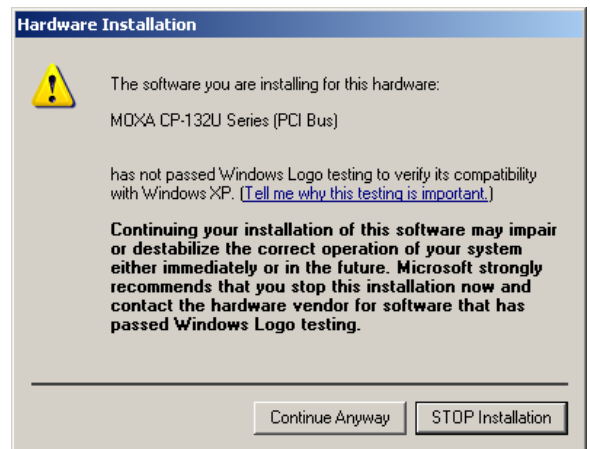 Hardware Installation
The software you are installing for this hardware:
MOXA CP-132U Series (PCI Bus)
has not passed Windows Logo testing to verify its compatibility
with Windows XP. (Tell me why this testing is important.)
Continuing your installation of this software may impair
or destabilize the correct operation of your system
either immediately or in the future. Microsoft strongly
recommends that you stop this installation now and
contact the hardware vendor for software that has
passed Windows Logo testing.
Continue Anyway STOP Installation